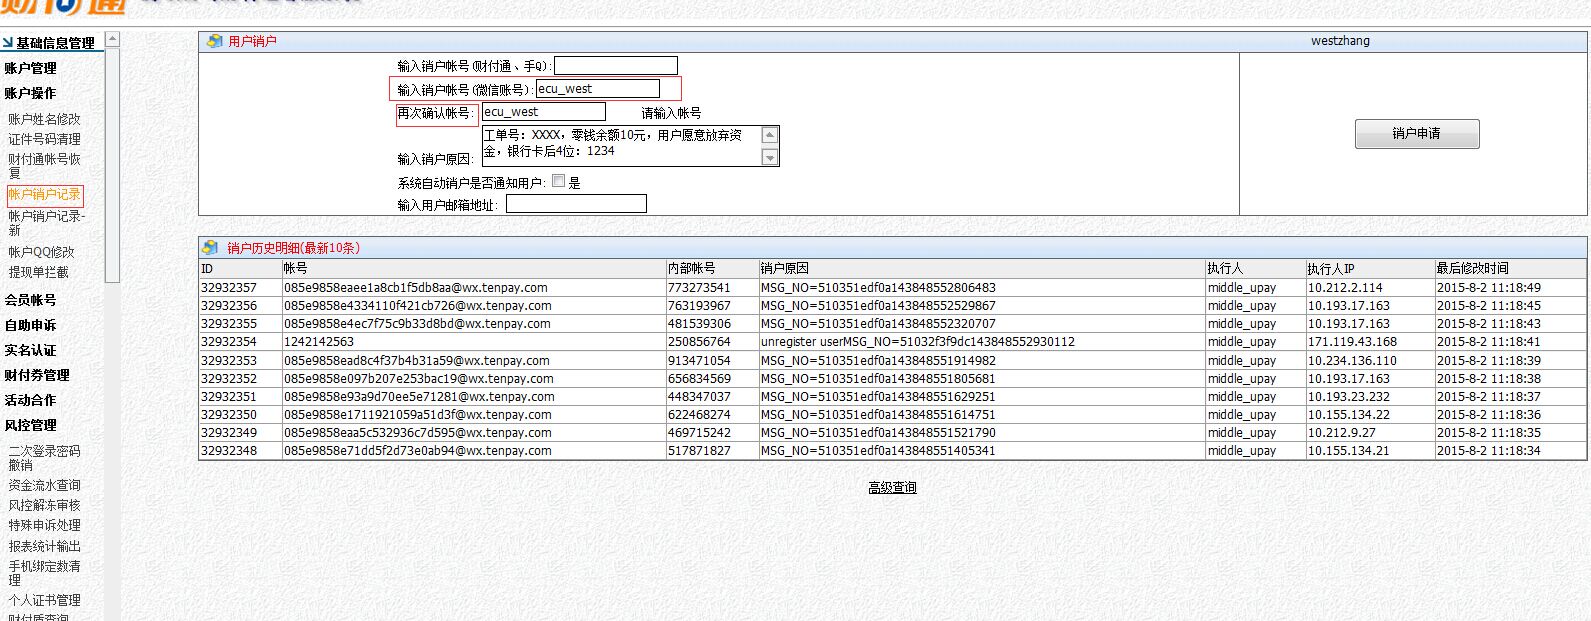 财付通
基础信息管理
账户管理
账户操作
账户姓名修改
证件号码清理
财付通帐号恢
复
帐户销户记录
帐户销户记录-
新
帐户QQ修改
提现单拦截
会员帐号
自助申诉
实名认证
财付券管理
活动合作
风控管理
二次登录密码
撤销
资金流水查询
风控解冻审核
特殊申诉处理
报表统计输出
手机绑定数清
理
个人证书管理
用户销户 westzhang
输入销户帐号(财付通、手Q):
输入销户帐号(微信账号): ecu_west
再次确认帐号: ecu_west 请输入帐号
工单号：XXXX，零钱余额10元，用户愿意放弃资
金，银行卡后4位：1234
输入销户原因:
系统自动销户是否通知用户: 是
输入用户邮箱地址:
销户申请
销户历史明细(最新10条)
ID 帐号 内部帐号 销户原因 执行人 执行人IP 最后修改时间
32932357 085e9858eaee1a8cb1f5db8aa@wx.tenpay.com 773273541 MSG_NO=510351edf0a143848552806483 middle_upay 10.212.2.114 2015-8-2 11:18:49
32932356 085e9858e4334110f421cb726@wx.tenpay.com 763193967 MSG_NO=510351edf0a143848552529867 middle_upay 10.193.17.163 2015-8-2 11:18:45
32932355 085e9858e4ec7f75c9b33d8bd@wx.tenpay.com 481539306 MSG_NO=510351edf0a143848552320707 middle_upay 10.193.17.163 2015-8-2 11:18:43
32932354 1242142563 250856764 unregister userMSG_NO=51032f3f9dc143848552930112 middle_upay 171.119.43.168 2015-8-2 11:18:41
32932353 085e9858ead8c4f37b4b31a59@wx.tenpay.com 913471054 MSG_NO=510351edf0a143848551914982 middle_upay 10.234.136.110 2015-8-2 11:18:39
32932352 085e9858e097b207e253bac19@wx.tenpay.com 656834569 MSG_NO=510351edf0a143848551805681 middle_upay 10.193.17.163 2015-8-2 11:18:38
32932351 085e9858e93a9d70ee5e71281@wx.tenpay.com 448347037 MSG_NO=510351edf0a143848551629251 middle_upay 10.193.23.232 2015-8-2 11:18:37
32932350 085e9858e1711921059a51d3f@wx.tenpay.com 622468274 MSG_NO=510351edf0a143848551614751 middle_upay 10.155.134.22 2015-8-2 11:18:36
32932349 085e9858eaa5c532936c7d595@wx.tenpay.com 469715242 MSG_NO=510351edf0a143848551521790 middle_upay 10.212.9.27 2015-8-2 11:18:35
32932348 085e9858e71dd5f2d73e0ab94@wx.tenpay.com 517871827 MSG_NO=510351edf0a143848551405341 middle_upay 10.155.134.21 2015-8-2 11:18:34
高级查询